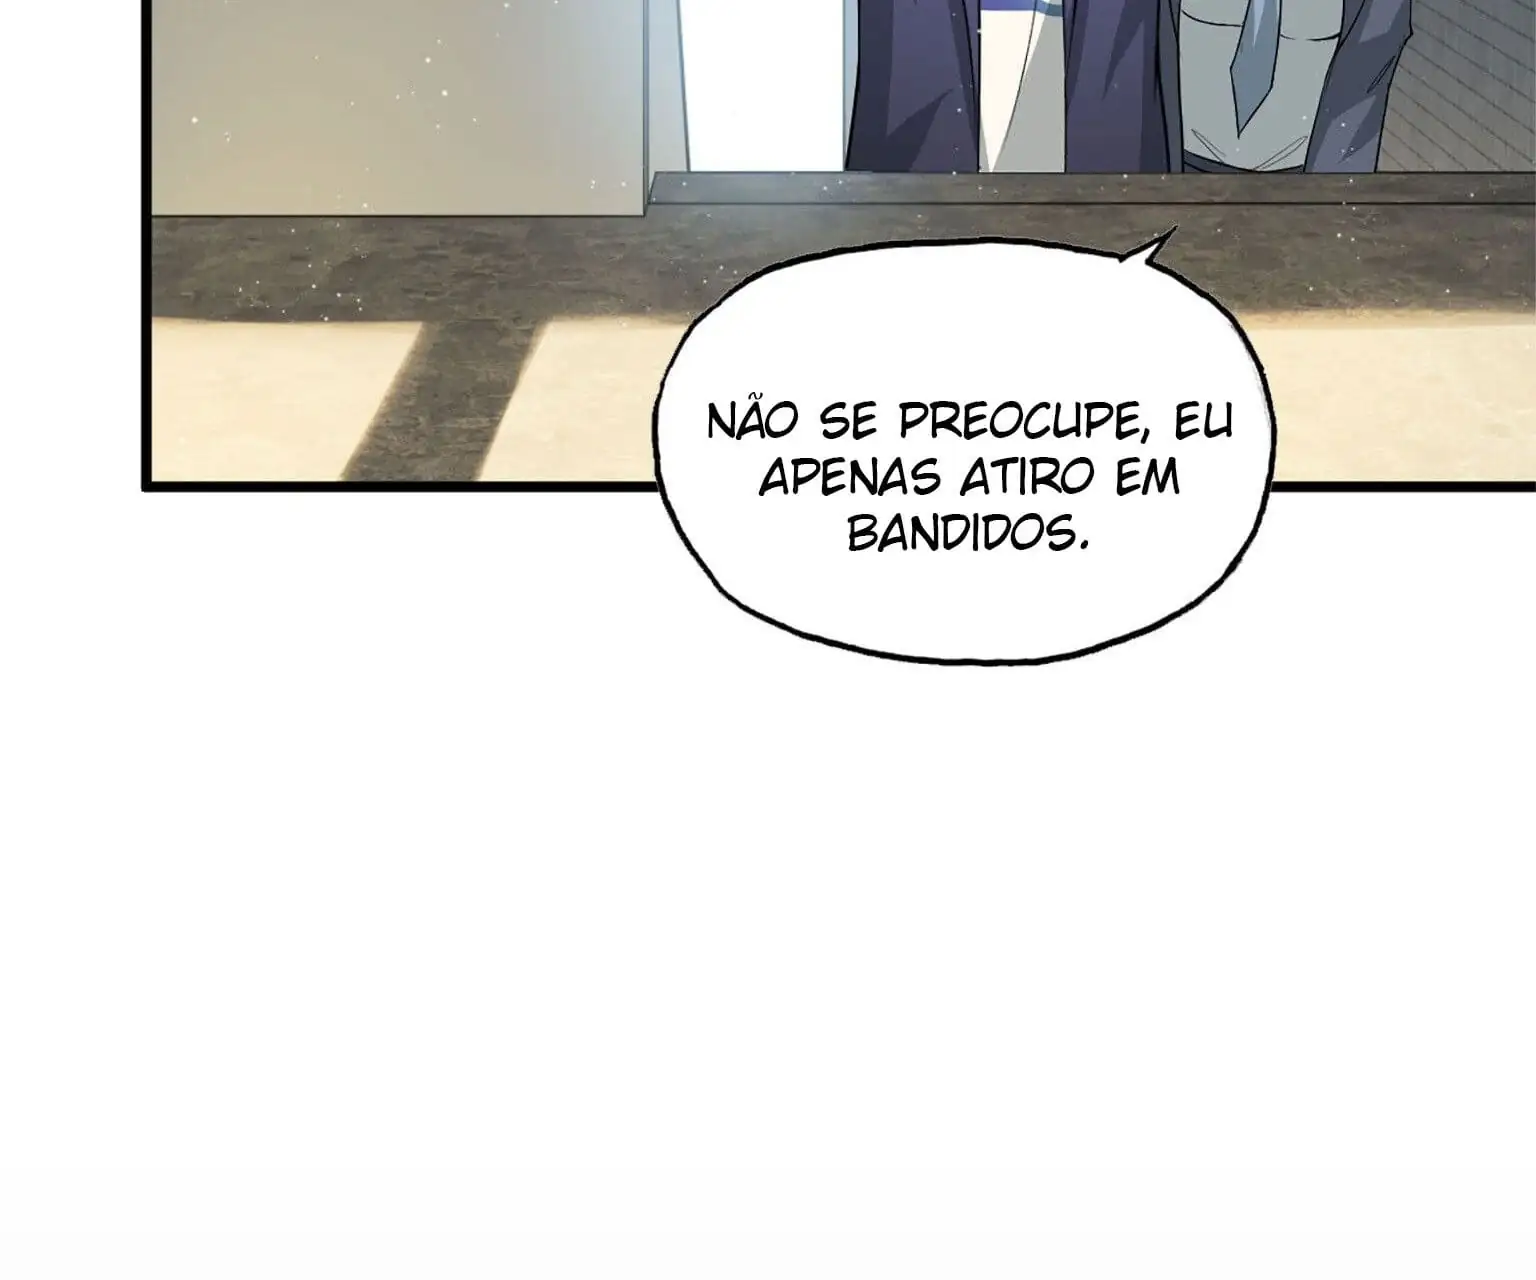 NÃO SE PREOCUPE, EU
APENAS ATIRO EM
BANDIDOS.